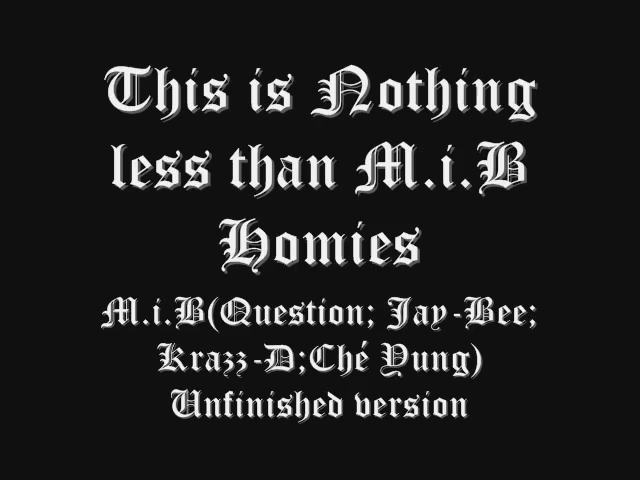 This is Nothing
less than M.i.B
Homies
M.i.B(Question; Jay-Bee;
Krazz-D;Ché Yung)
Unfinished version